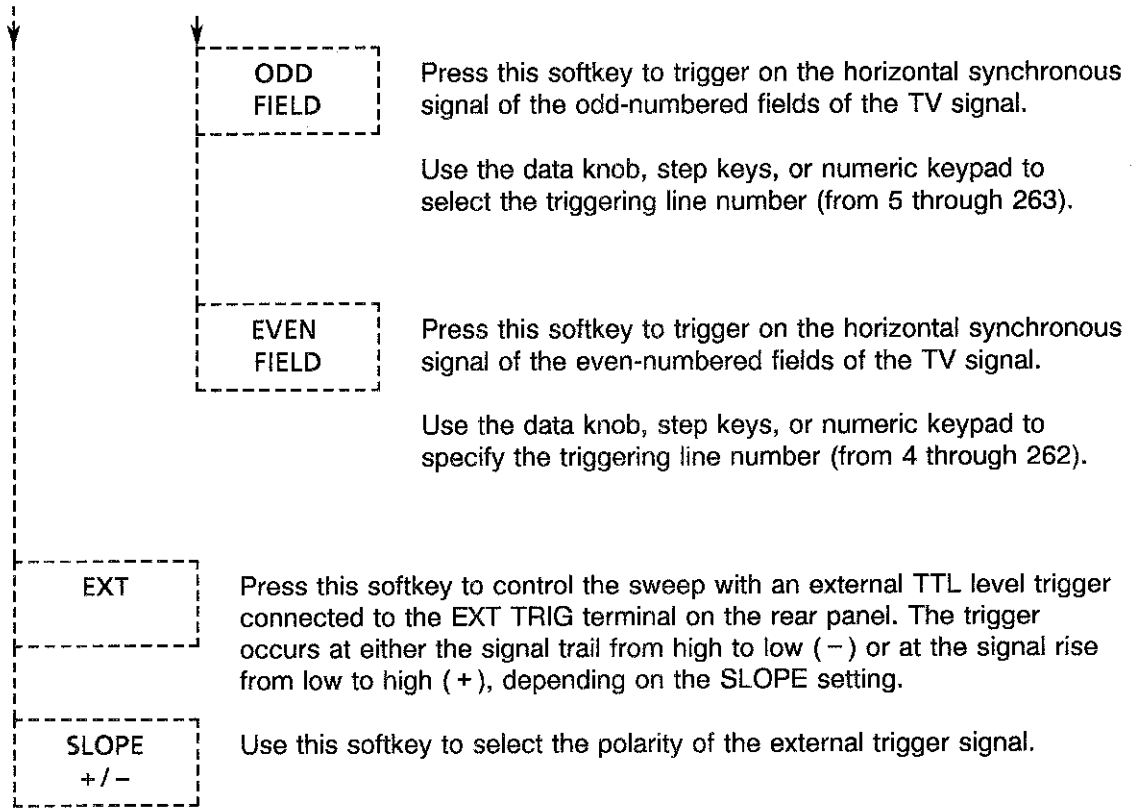 ODD
FIELD
Press this softkey to trigger on the horizontal synchronous
signal of the odd-numbered fields of the TV signal.
Use the data knob, step keys, or numeric keypad to
select the triggering line number (from 5 through 263).
EVEN
FIELD
Press this softkey to trigger on the horizontal synchronous
signal of the even-numbered fields of the TV signal.
Use the data knob, step keys, or numeric keypad to
specify the triggering line number (from 4 through 262).
EXT
Press this softkey to control the sweep with an external TTL level trigger
connected to the EXT TRIG terminal on the rear panel. The trigger
occurs at either the signal trail from high to low (−) or at the signal rise
from low to high (+), depending on the SLOPE setting.
SLOPE
+/−
Use this softkey to select the polarity of the external trigger signal.